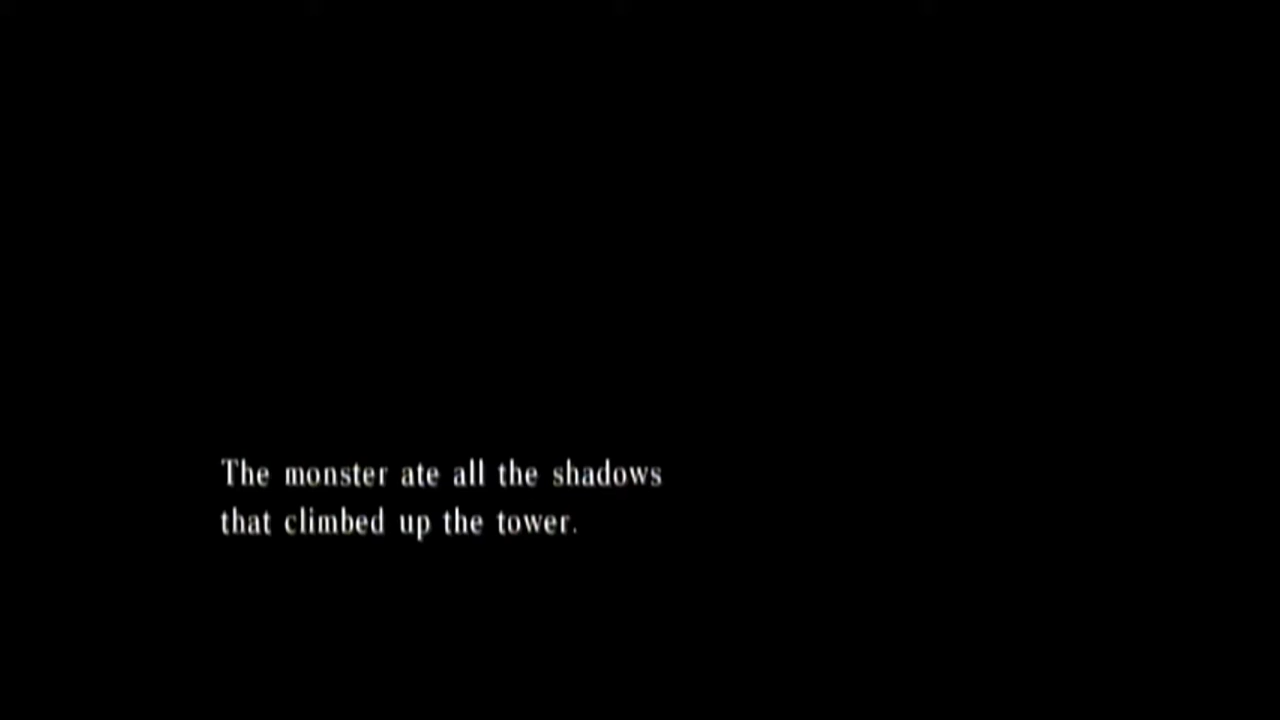 The monster ate all the shadows
that climbed up the tower.